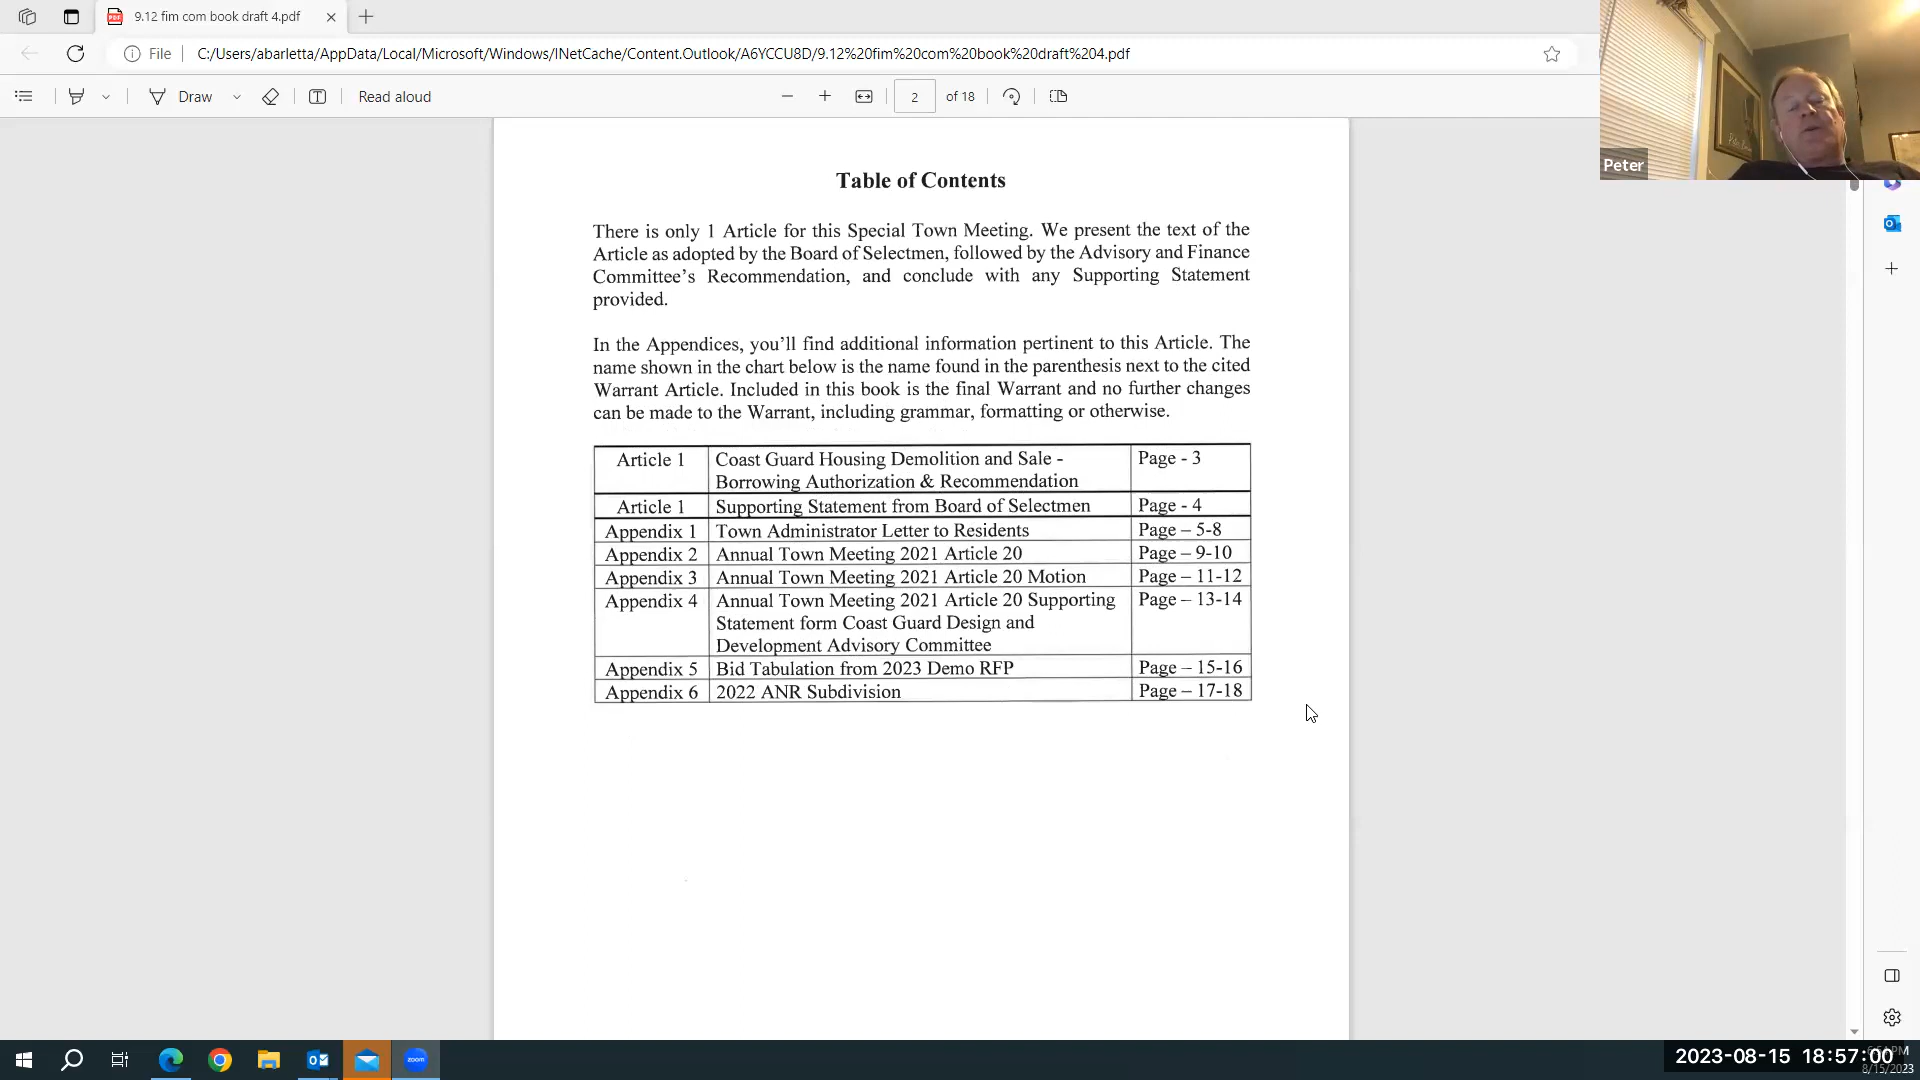 9.12 fim com book draft 4.pdf
File
C:/Users/abarletta/AppData/Local/Microsoft/Windows/INetCache/Content.Outlook/A6YCCU8D/9.12%20fim%20com%20book%20draft%204.pdf
Draw
Read aloud
2 of 18
Peter
Table of Contents
There is only 1 Article for this Special Town Meeting. We present the text of the
Article as adopted by the Board of Selectmen, followed by the Advisory and Finance
Committee's Recommendation, and conclude with any Supporting Statement
provided.
In the Appendices, you'll find additional information pertinent to this Article. The
name shown in the chart below is the name found in the parenthesis next to the cited
Warrant Article. Included in this book is the final Warrant and no further changes
can be made to the Warrant, including grammar, formatting or otherwise.
Article 1 Coast Guard Housing Demolition and Sale - Page - 3
Borrowing Authorization & Recommendation
Article 1 Supporting Statement from Board of Selectmen Page - 4
Appendix 1 Town Administrator Letter to Residents Page – 5-8
Appendix 2 Annual Town Meeting 2021 Article 20 Page – 9-10
Appendix 3 Annual Town Meeting 2021 Article 20 Motion Page – 11-12
Appendix 4 Annual Town Meeting 2021 Article 20 Supporting Page – 13-14
Statement form Coast Guard Design and
Development Advisory Committee
Appendix 5 Bid Tabulation from 2023 Demo RFP Page – 15-16
Appendix 6 2022 ANR Subdivision Page – 17-18
zoom
2023-08-15 18:57:00
8/15/2023